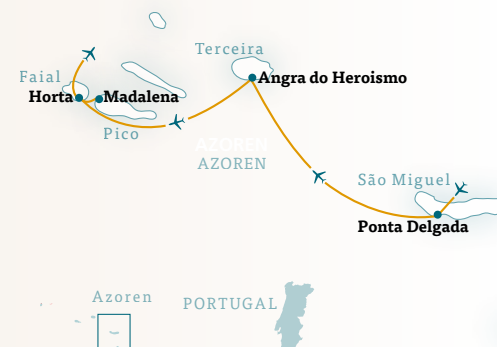 Terceira
Faial
Angra do Heroismo
Horta
Madalena
Pico
AZOREN
AZOREN
São Miguel
Ponta Delgada
Azoren
PORTUGAL